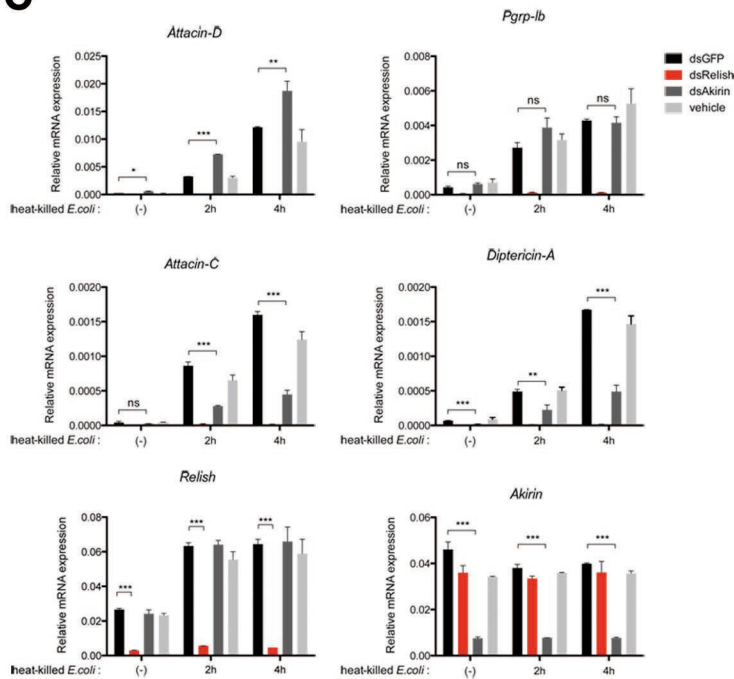 Attacin-D
Relative mRNA expression
0.025
0.020
0.015
0.010
0.005
0.000
*
***
**
heat-killed E.coli :
(-)
2h
4h
Pgrp-lb
Relative mRNA expression
0.008
0.006
0.004
0.002
0.000
ns
ns
ns
heat-killed E.coli :
(-)
2h
4h
dsGFP
dsRelish
dsAkirin
vehicle
Attacin-C
Relative mRNA expression
0.0020
0.0015
0.0010
0.0005
0.0000
ns
***
***
heat-killed E.coli :
(-)
2h
4h
Diptericin-A
Relative mRNA expression
0.0020
0.0015
0.0010
0.0005
0.0000
***
**
***
heat-killed E.coli :
(-)
2h
4h
Relish
Relative mRNA expression
0.08
0.06
0.04
0.02
0.00
***
***
***
heat-killed E.coli :
(-)
2h
4h
Akirin
Relative mRNA expression
0.06
0.04
0.02
0.00
***
***
***
heat-killed E.coli :
(-)
2h
4h